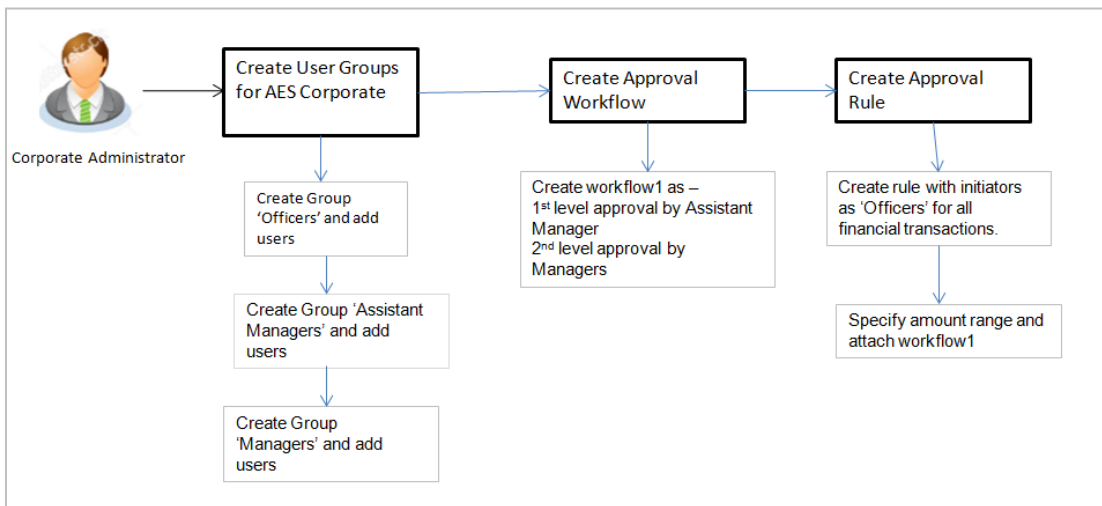 Corporate Administrator
Create User Groups
for AES Corporate
Create Group
‘Officers’ and add
users
Create Group ‘Assistant
Managers’ and add
users
Create Group
‘Managers’ and add
users
Create Approval
Workflow
Create workflow1 as –
1st level approval by Assistant
Manager
2nd level approval by
Managers
Create Approval
Rule
Create rule with initiators
as ‘Officers’ for all
financial transactions.
Specify amount range and
attach workflow1